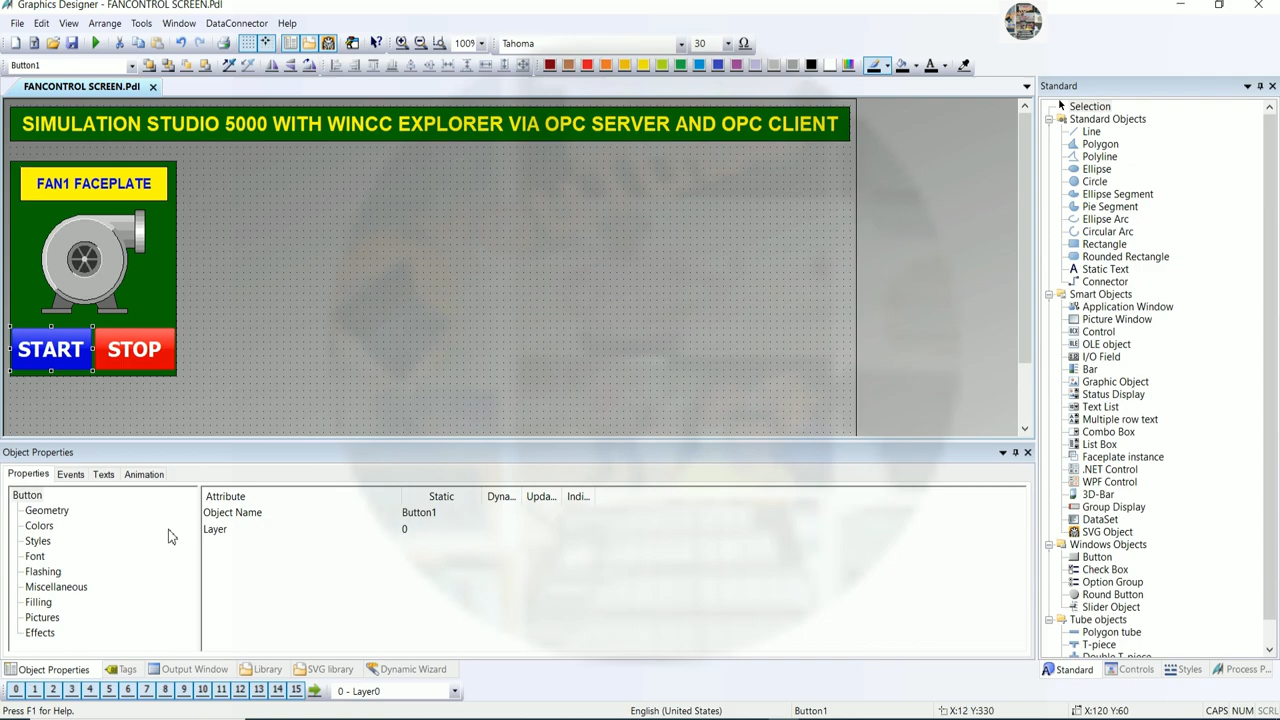 Graphics Designer - FANCONTROL SCREEN.Pdl
File Edit View Arrange Tools Window DataConnector Help
100% Tahoma 30
Button1
FANCONTROL SCREEN.Pdl
Standard
SIMULATION STUDIO 5000 WITH WINCC EXPLORER VIA OPC SERVER AND OPC CLIENT
FAN1 FACEPLATE
START STOP
Selection
Standard Objects
Line
Polygon
Polyline
Ellipse
Circle
Ellipse Segment
Pie Segment
Ellipse Arc
Circular Arc
Rectangle
Rounded Rectangle
Static Text
Connector
Smart Objects
Application Window
Picture Window
Control
OLE object
I/O Field
Bar
Graphic Object
Status Display
Text List
Multiple row text
Combo Box
List Box
Faceplate instance
.NET Control
WPF Control
3D-Bar
Group Display
DataSet
SVG Object
Windows Objects
Button
Check Box
Option Group
Round Button
Slider Object
Tube objects
Polygon tube
T-piece
Double T-piece
Standard Controls Styles Process P...
Object Properties
Properties Events Texts Animation
Button
Geometry
Colors
Styles
Font
Flashing
Miscellaneous
Filling
Pictures
Effects
Attribute Static Dyna... Upda... Indi...
Object Name Button1
Layer 0
Object Properties Tags Output Window Library SVG library Dynamic Wizard
0 1 2 3 4 5 6 7 8 9 10 11 12 13 14 15 0 - Layer0
Press F1 for Help. English (United States) Button1 X:12 Y:330 X:120 Y:60 CAPS NUM SCRL